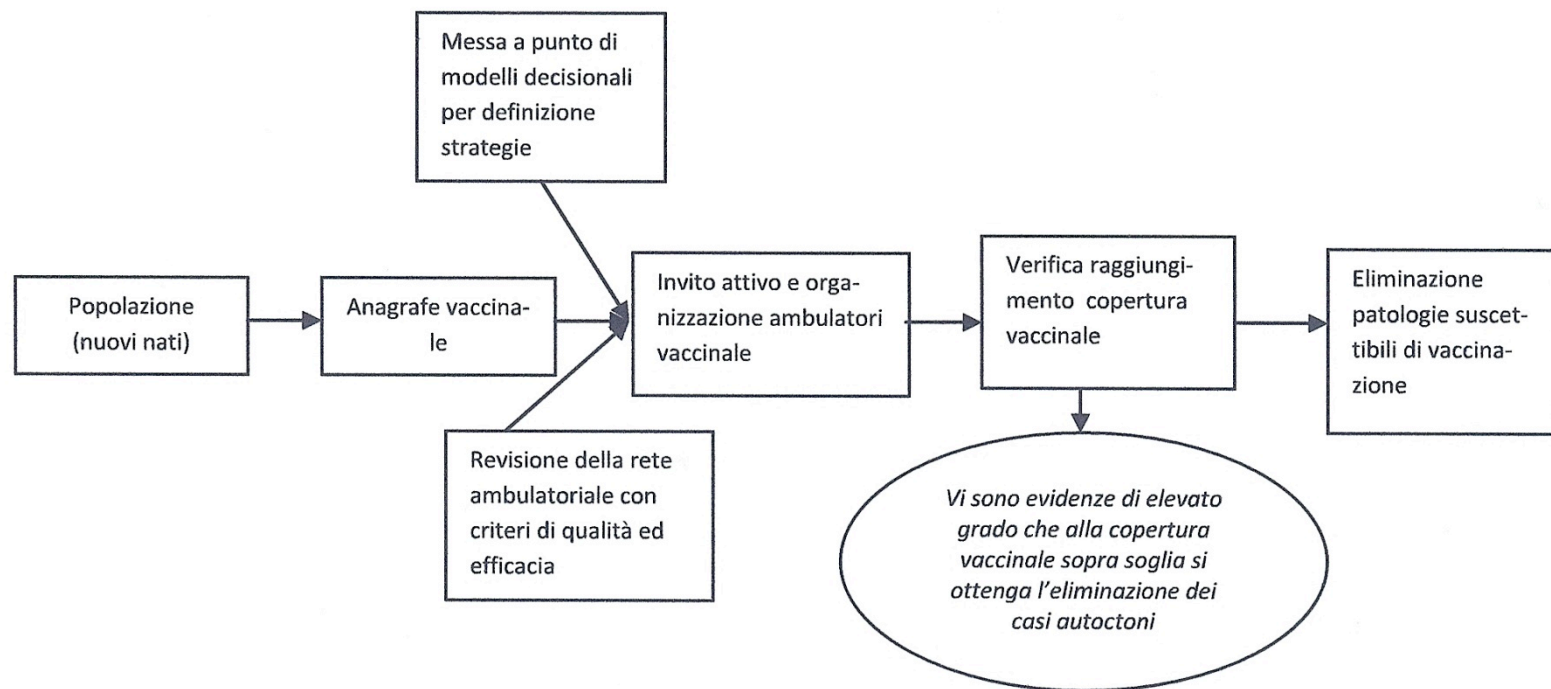 Messa a punto di
modelli decisionali
per definizione
strategie
Popolazione
(nuovi nati)
Anagrafe vaccina-
le
Invito attivo e orga-
nizzazione ambulatori
vaccinale
Verifica raggiungi-
mento copertura
vaccinale
Eliminazione
patologie suscet-
tibili di vaccina-
zione
Revisione della rete
ambulatoriale con
criteri di qualità ed
efficacia
Vi sono evidenze di elevato
grado che alla copertura
vaccinale sopra soglia si
ottenga l'eliminazione dei
casi autoctoni